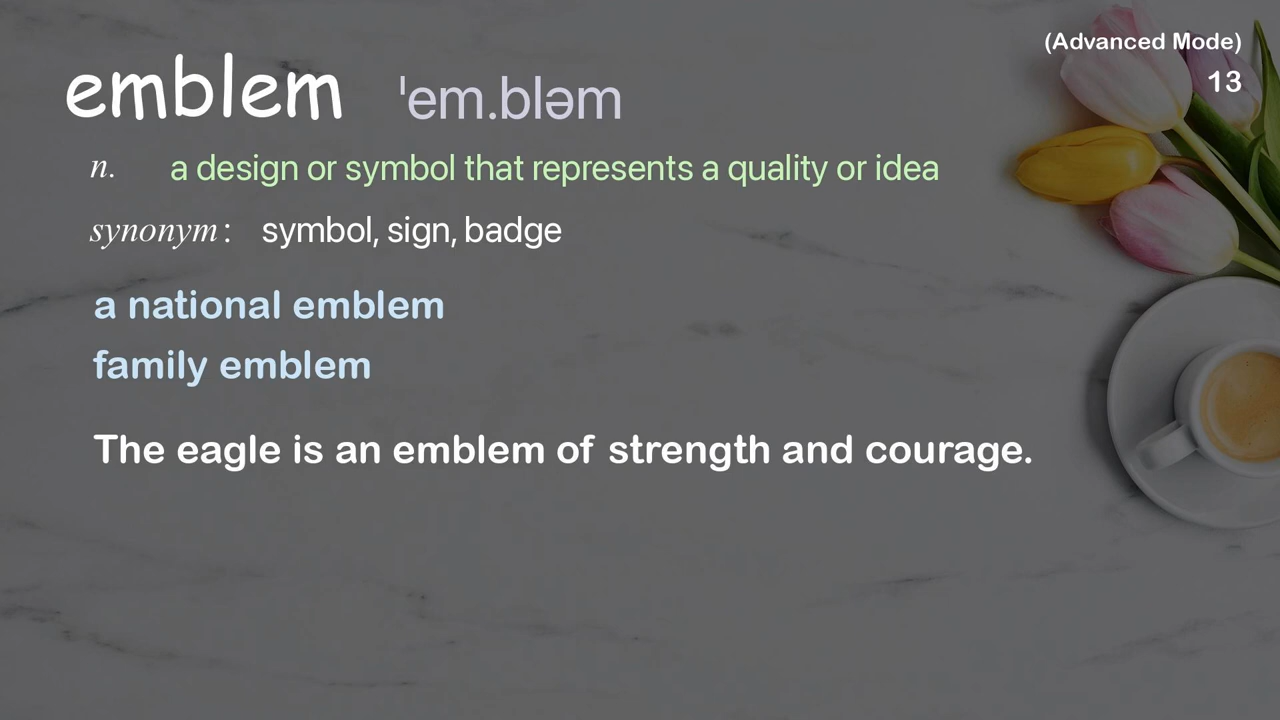 (Advanced Mode)
13
emblem ˈem.bləm
n. a design or symbol that represents a quality or idea
synonym: symbol, sign, badge
a national emblem
family emblem
The eagle is an emblem of strength and courage.